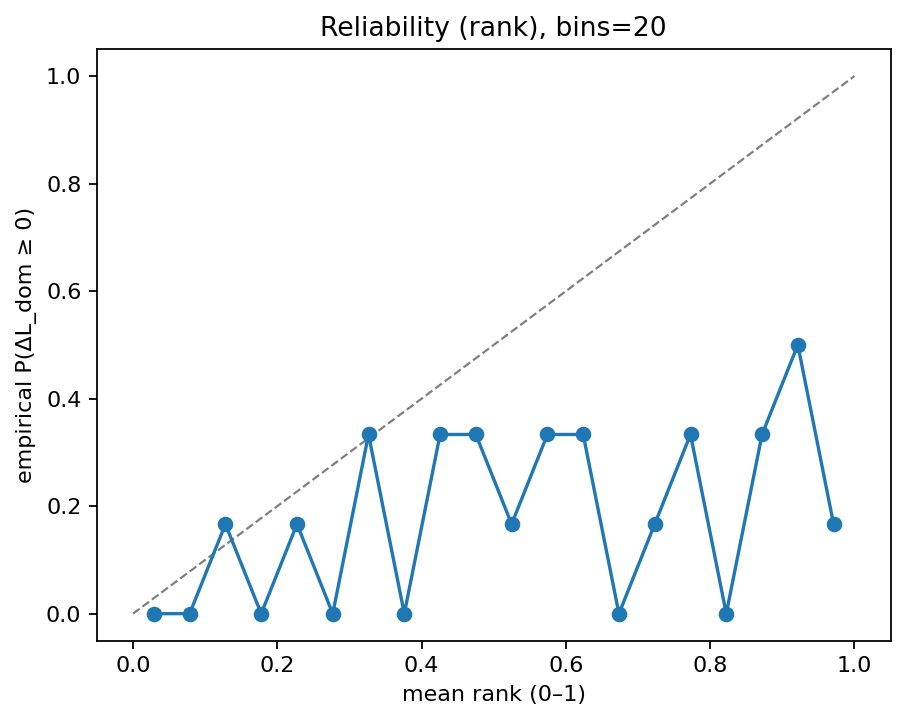 Reliability (rank), bins=20
1.0
0.8
0.6
0.4
0.2
0.0
empirical P(ΔL_dom ≥ 0)
0.0 0.2 0.4 0.6 0.8 1.0
mean rank (0–1)